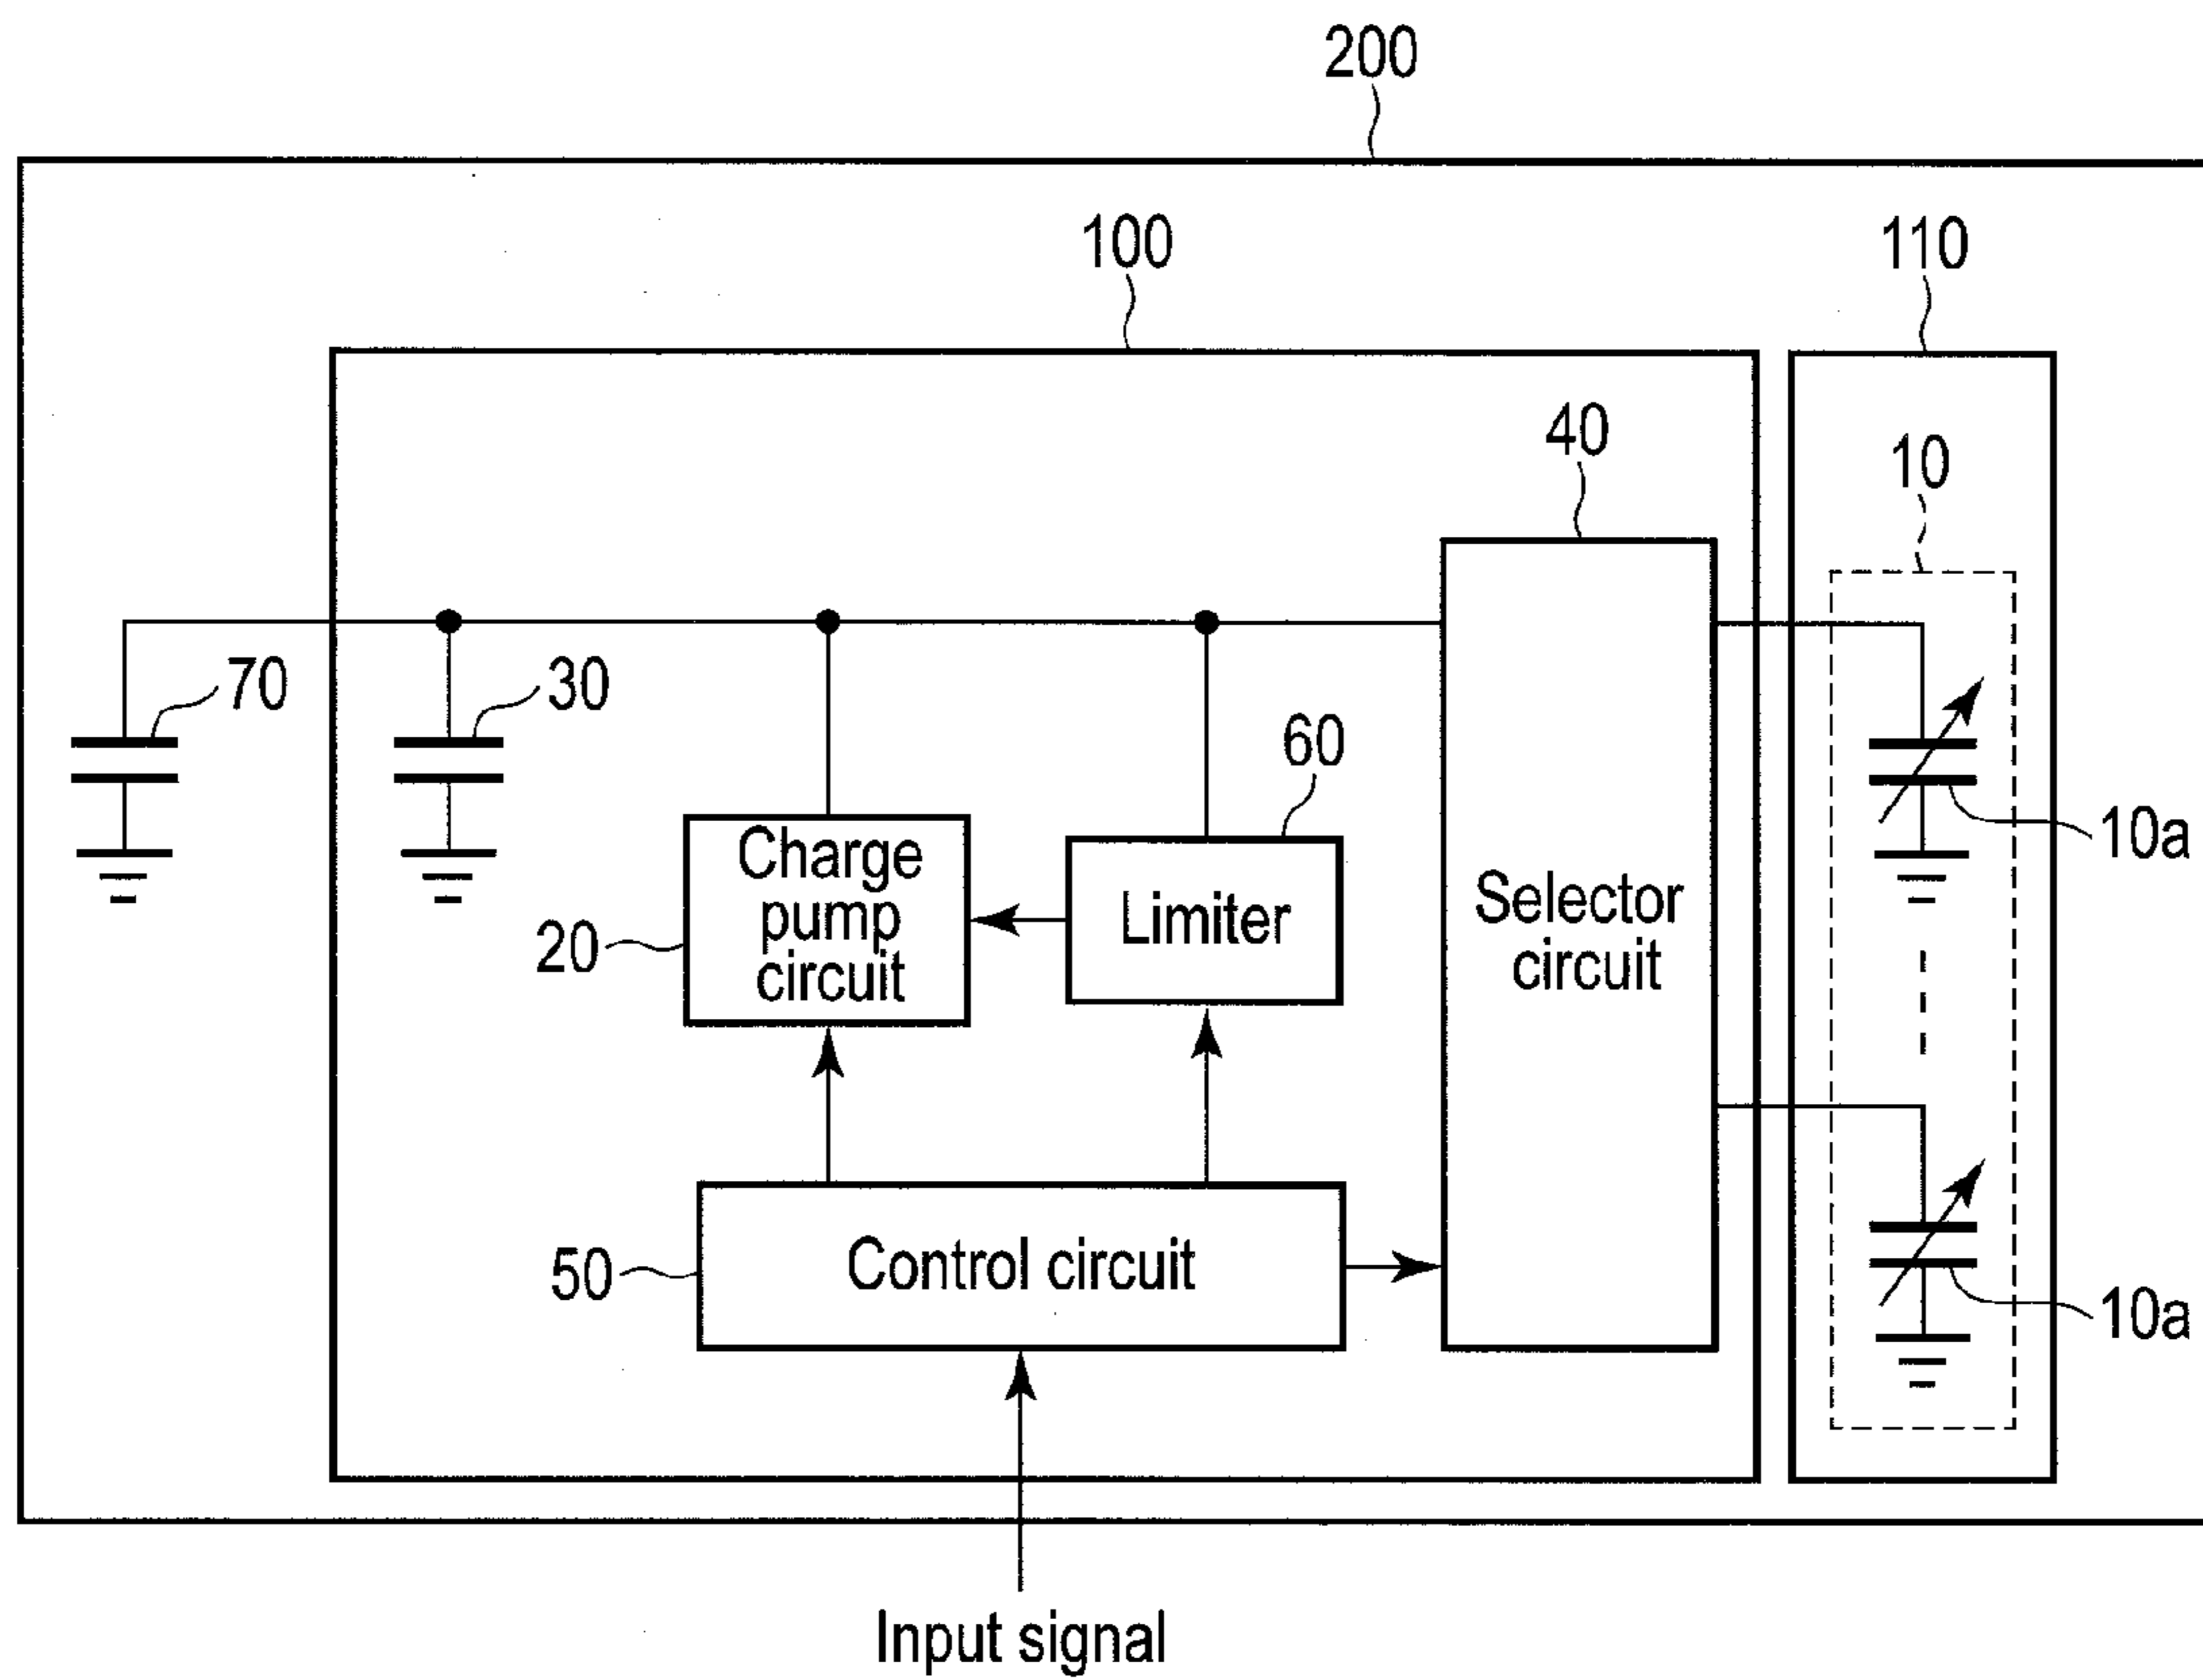 200
100
110
40
10
70
30
60
Charge
pump
circuit
20
Limiter
10a
Selector
circuit
50
Control circuit
10a
Input signal